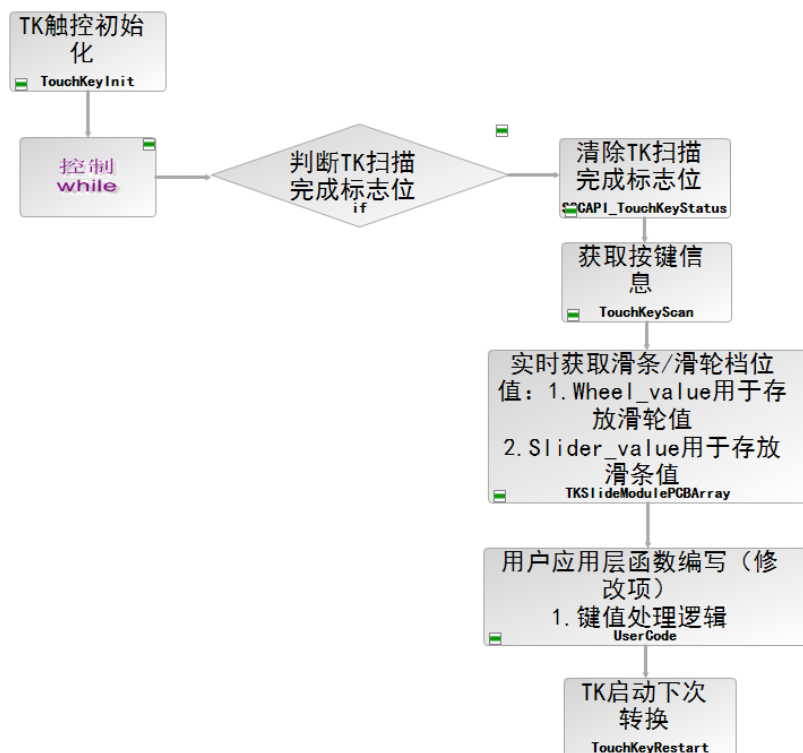 TK触控初始
化
TouchKeyInit
控制
while
判断TK扫描
完成标志位
if
清除TK扫描
完成标志位
SOCAPI_TouchKeyStatus
获取按键信
息
TouchKeyScan
实时获取滑条/滑轮档位
值：1.Wheel_value用于存
放滑轮值
2.Slider_value用于存放
滑条值
TKSlideModulePCBArray
用户应用层函数编写（修
改项）
1.键值处理逻辑
UserCode
TK启动下次
转换
TouchKeyRestart